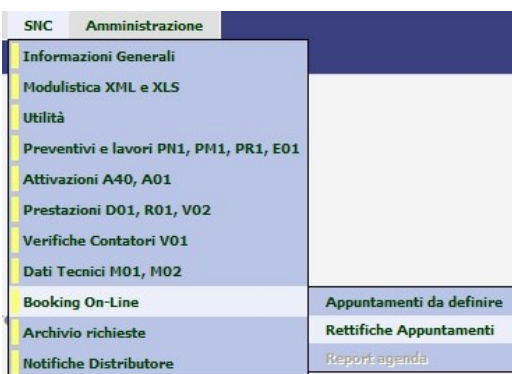 SNC Amministrazione
Informazioni Generali
Modulistica XML e XLS
Utilità
Preventivi e lavori PN1, PM1, PR1, E01
Attivazioni A40, A01
Prestazioni D01, R01, V02
Verifiche Contatori V01
Dati Tecnici M01, M02
Booking On-Line
Appuntamenti da definire
Archivio richieste
Rettifiche Appuntamenti
Notifiche Distributore
Report agenda